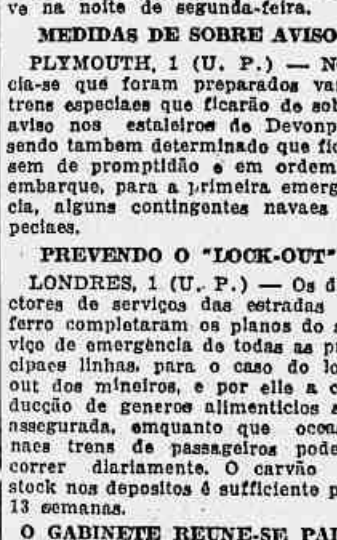 ve na noite de segunda-feira.
MEDIDAS DE SOBRE AVISO
PLYMOUTH, 1 (U. P.) — N
cia-se que foram preparados va
trens especiaes que ficarão de sob
aviso nos estaleiros de Devonp
sendo tambem determinado que fic
sem de promptidão e em ordem
embarque, para a primeira emerg
cia, alguns contingentes navaes
peciaes.
PREVENDO O "LOCK-OUT"
LONDRES, 1 (U. P.) — Os d
ctores de serviços das estradas
ferro completaram os planos do s
viço de emergência de todas as p
cipaes linhas, para o caso do lo
out dos mineiros, e por elle a c
ducção de generos alimenticios
assegurada, emquanto que ocoa
naes trens de passageiros pode
correr diariamente. O carvão
stock nos depositos é sufficiente p
13 semanas.
O GABINETE REUNE-SE PA